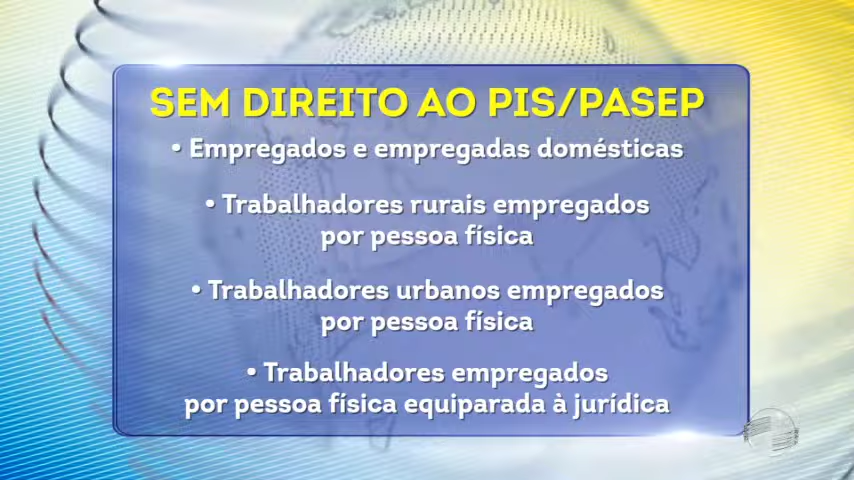 SEM DIREITO AO PIS/PASEP
• Empregados e empregadas domésticas
• Trabalhadores rurais empregados
por pessoa física
• Trabalhadores urbanos empregados
por pessoa física
• Trabalhadores empregados
por pessoa física equiparada à jurídica